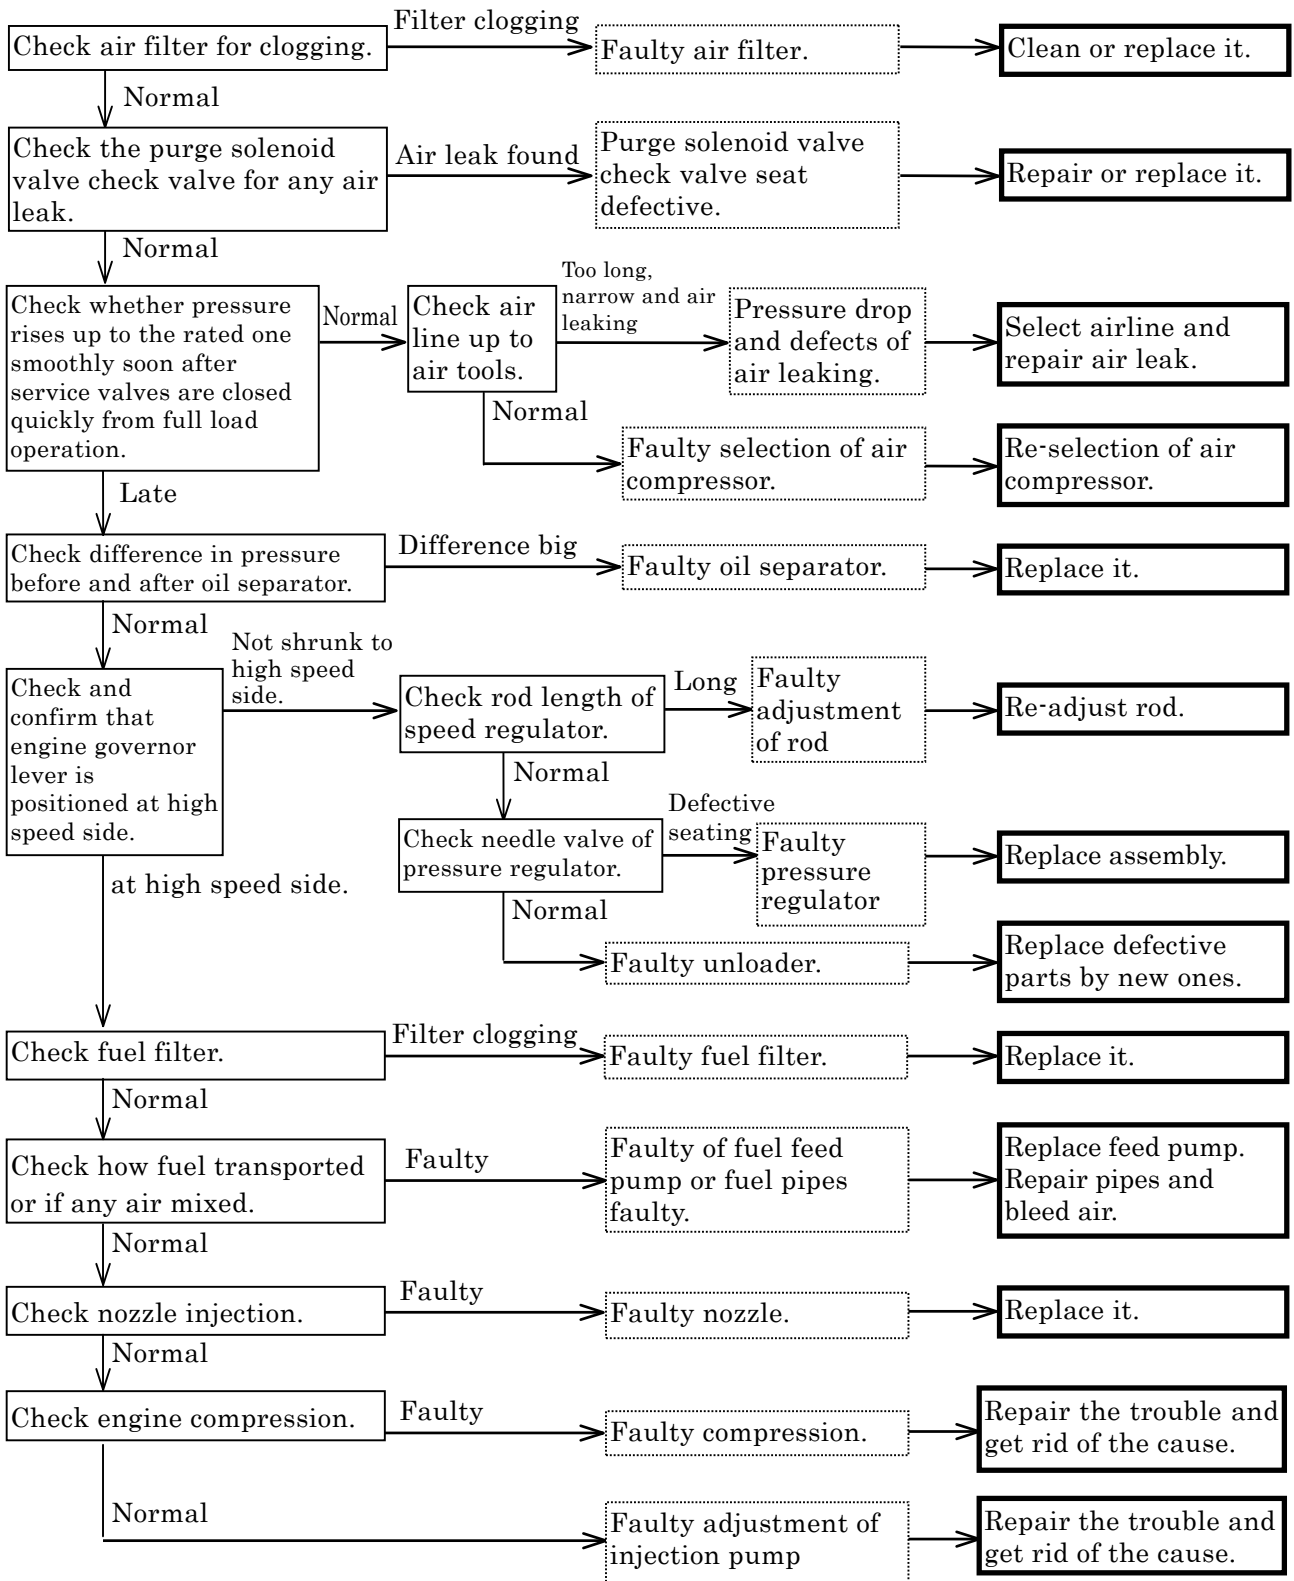 Filter clogging
Check air filter for clogging.
Faulty air filter.
Clean or replace it.
Normal
Check the purge solenoid
valve check valve for any air
leak.
Air leak found
Purge solenoid valve
check valve seat
defective.
Repair or replace it.
Normal
Check whether pressure
rises up to the rated one
smoothly soon after
service valves are closed
quickly from full load
operation.
Normal
Check air
line up to
air tools.
Too long,
narrow and air
leaking
Pressure drop
and defects of
air leaking.
Select airline and
repair air leak.
Normal
Faulty selection of air
compressor.
Re-selection of air
compressor.
Late
Check difference in pressure
before and after oil separator.
Difference big
Faulty oil separator.
Replace it.
Normal
Check and
confirm that
engine governor
lever is
positioned at high
speed side.
Not shrunk to
high speed
side.
Check rod length of
speed regulator.
Long
Faulty
adjustment
of rod
Re-adjust rod.
Normal
Check needle valve of
pressure regulator.
Defective
seating
Faulty
pressure
regulator
Replace assembly.
Normal
Faulty unloader.
Replace defective
parts by new ones.
at high speed side.
Check fuel filter.
Filter clogging
Faulty fuel filter.
Replace it.
Normal
Check how fuel transported
or if any air mixed.
Faulty
Faulty of fuel feed
pump or fuel pipes
faulty.
Replace feed pump.
Repair pipes and
bleed air.
Normal
Check nozzle injection.
Faulty
Faulty nozzle.
Replace it.
Normal
Check engine compression.
Faulty
Faulty compression.
Repair the trouble and
get rid of the cause.
Normal
Faulty adjustment of
injection pump
Repair the trouble and
get rid of the cause.